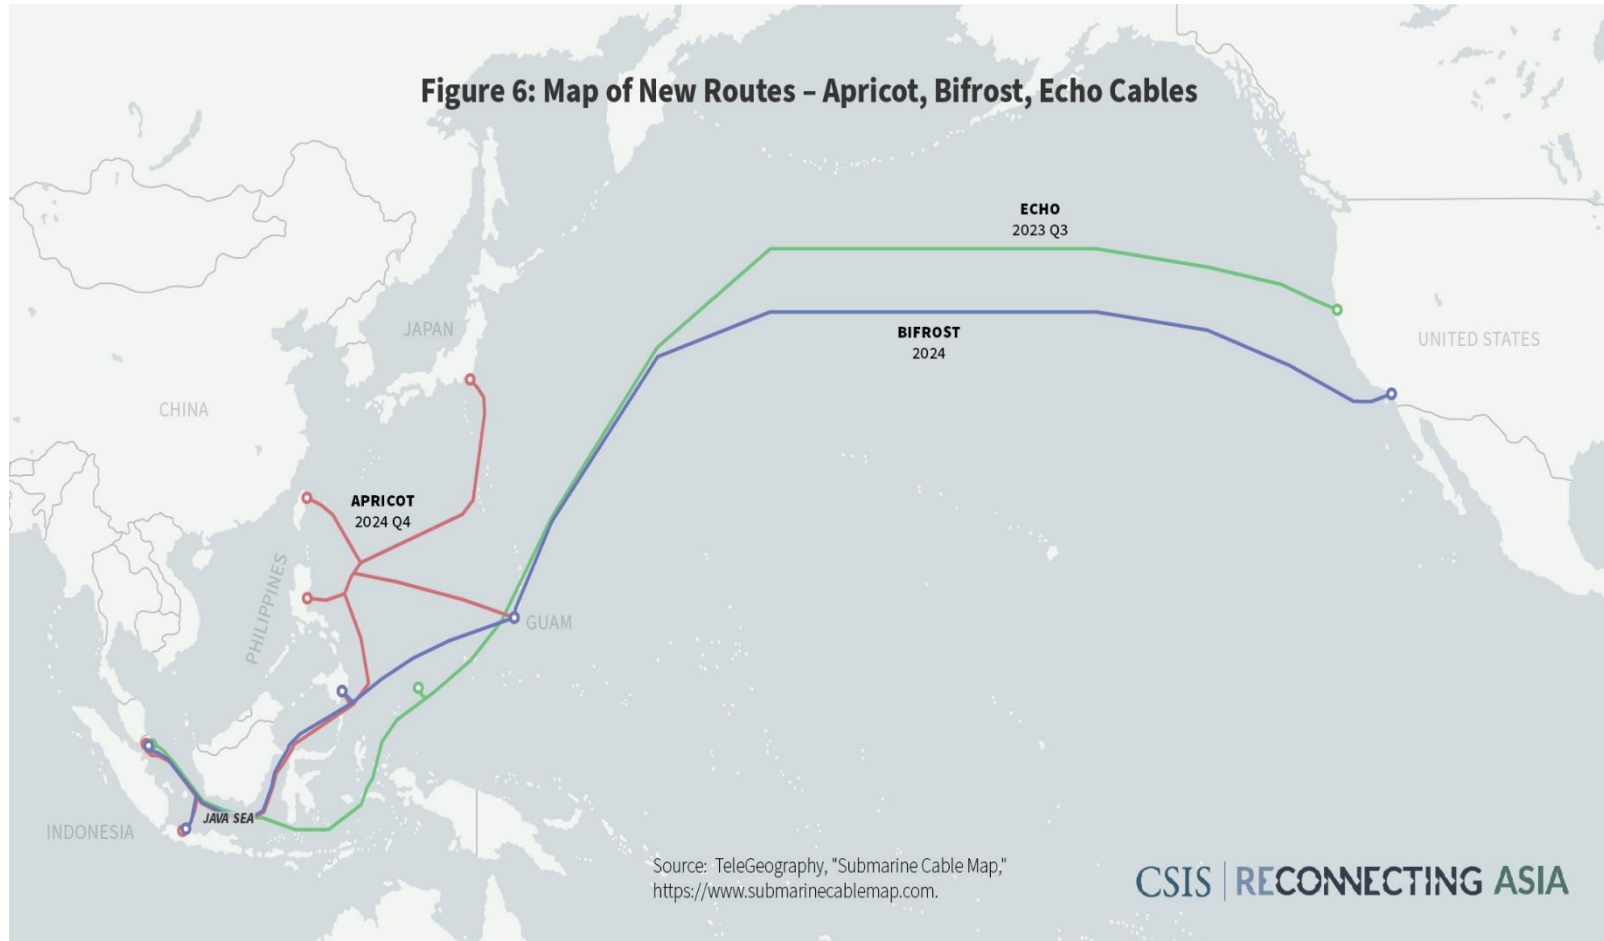 Figure 6: Map of New Routes – Apricot, Bifrost, Echo Cables
ECHO
2023 Q3
JAPAN
BIFROST
2024
UNITED STATES
CHINA
APRICOT
2024 Q4
PHILIPPINES
GUAM
JAVA SEA
INDONESIA
Source: TeleGeography, "Submarine Cable Map,"
https://www.submarinecablemap.com.
CSIS | RECONNECTING ASIA